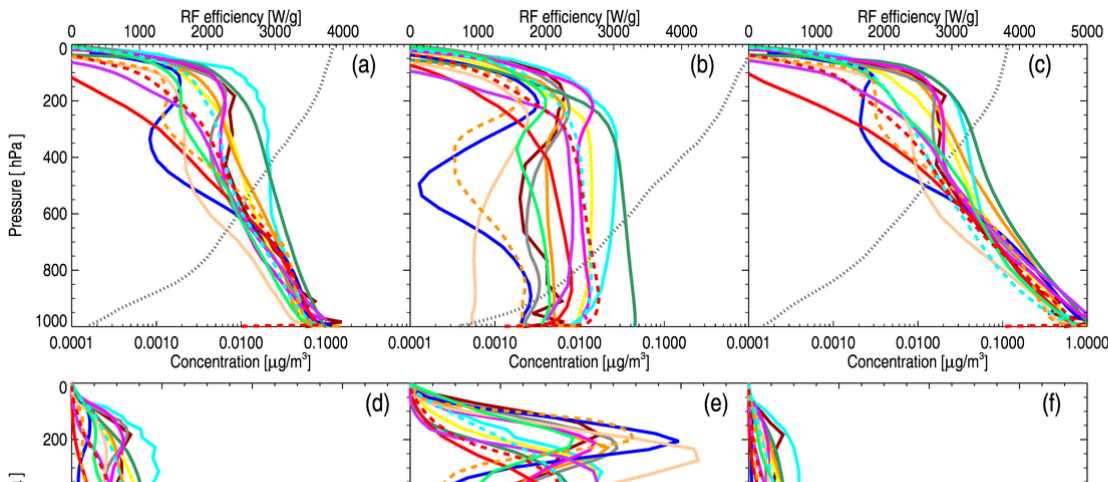 RF efficiency [W/g] RF efficiency [W/g] RF efficiency [W/g]
0 1000 2000 3000 4000 0 1000 2000 3000 4000 0 1000 2000 3000 4000 5000
0 (a) (b) (c)
200
400
Pressure [ hPa]
600
800
1000
0.0001 0.0010 0.0100 0.1000 0.0001 0.0010 0.0100 0.1000 0.0001 0.0010 0.0100 0.1000 1.0000
Concentration [μg/m³] Concentration [μg/m³] Concentration [μg/m³]
0 (d) (e) (f)
200